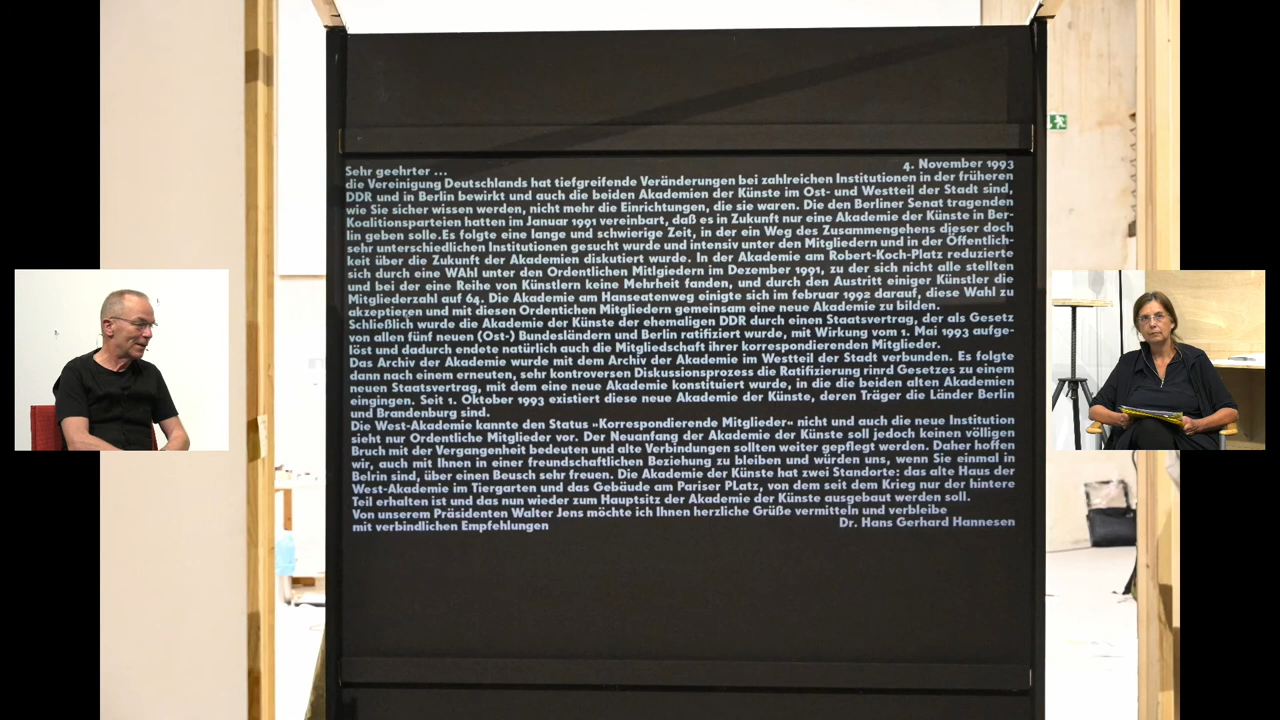 Sehr geehrter ... 4. November 1993
die Vereinigung Deutschlands hat tiefgreifende Veränderungen bei zahlreichen Institutionen in der früheren
DDR und in Berlin bewirkt und auch die beiden Akademien der Künste im Ost- und Westteil der Stadt sind,
wie Sie sicher wissen werden, nicht mehr die Einrichtungen, die sie waren. Die den Berliner Senat tragenden
Koalitionsparteien hatten im Januar 1991 vereinbart, daß es in Zukunft nur eine Akademie der Künste in Ber-
lin geben solle.Es folgte eine lange und schwierige Zeit, in der ein Weg des Zusammengehens dieser doch
sehr unterschiedlichen Institutionen gesucht wurde und intensiv unter den Mitgliedern und in der Öffentlich-
keit über die Zukunft der Akademien diskutiert wurde. In der Akademie am Robert-Koch-Platz reduzierte
sich durch eine WAhl unter den Ordentlichen Mitlgiedern im Dezember 1991, zu der sich nicht alle stellten
und bei der eine Reihe von Künstlern keine Mehrheit fanden, und durch den Austritt einiger Künstler die
Mitgliederzahl auf 64. Die Akademie am Hanseatenweg einigte sich im februar 1992 darauf, diese Wahl zu
akzeptieren und mit diesen Ordentichen Mitgliedern gemeinsam eine neue Akademie zu bilden.
Schließlich wurde die Akademie der Künste der ehemaligen DDR durch einen Staatsvertrag, der als Gesetz
von allen fünf neuen (Ost-) Bundesländern und Berlin ratifiziert wurde, mit Wirkung vom 1. Mai 1993 aufge-
löst und dadurch endete natürlich auch die Mitgliedschaft ihrer korrespondierenden Mitglieder.
Das Archiv der Akademie wurde mit dem Archiv der Akademie im Westteil der Stadt verbunden. Es folgte
dann nach einem erneuten, sehr kontroversen Diskussionsprozess die Ratifizierung rinrd Gesetzes zu einem
neuen Staatsvertrag, mit dem eine neue Akademie konstituiert wurde, in die die beiden alten Akademien
eingingen. Seit 1. Oktober 1993 existiert diese neue Akademie der Künste, deren Träger die Länder Berlin
und Brandenburg sind.
Die West-Akademie kannte den Status »Korrespondierende Mitglieder« nicht und auch die neue Institution
sieht nur Ordentliche Mitglieder vor. Der Neuanfang der Akademie der Künste soll jedoch keinen völligen
Bruch mit der Vergangenheit bedeuten und alte Verbindungen sollten weiter gepflegt werden. Daher hoffen
wir, auch mit Ihnen in einer freundschaftlichen Beziehung zu bleiben und würden uns, wenn Sie einmal in
Belrin sind, über einen Beusch sehr freuen. Die Akademie der Künste hat zwei Standorte: das alte Haus der
West-Akademie im Tiergarten und das Gebäude am Pariser PLatz, von dem seit dem Krieg nur der hintere
Teil erhalten ist und das nun wieder zum Hauptsitz der Akademie der Künste ausgebaut werden soll.
Von unserem Präsidenten Walter Jens möchte ich Ihnen herzliche Grüße vermitteln und verbleibe
mit verbindlichen Empfehlungen Dr. Hans Gerhard Hannesen